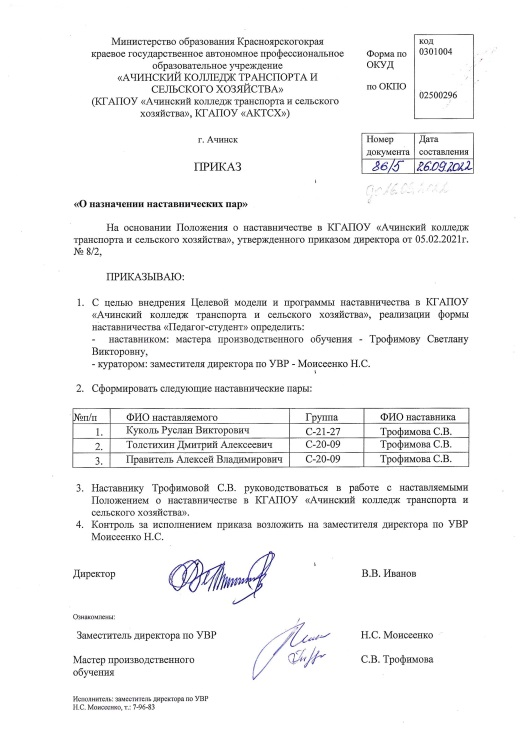 Министерство образования Красноярскогокрая
краевое государственное автономное профессиональное
образовательное учреждение
«АЧИНСКИЙ КОЛЛЕДЖ ТРАНСПОРТА И
СЕЛЬСКОГО ХОЗЯЙСТВА»
(КГАПОУ «Ачинский колледж транспорта и сельского
хозяйства», КГАПОУ «АКТСХ»)
Форма по
ОКУД
по ОКПО
код
0301004
02500296
г. Ачинск
Номер
документа
Дата
составления
86/5
26.09.2022
ПРИКАЗ
«О назначении наставнических пар»
На основании Положения о наставничестве в КГАПОУ «Ачинский колледж
транспорта и сельского хозяйства», утвержденного приказом директора от 05.02.2021г.
№ 8/2,
ПРИКАЗЫВАЮ:
1. С целью внедрения Целевой модели и программы наставничества в КГАПОУ
«Ачинский колледж транспорта и сельского хозяйства», реализации формы
наставничества «Педагог-студент» определить:
- наставником: мастера производственного обучения - Трофимову Светлану
Викторовну,
- куратором: заместителя директора по УВР - Моисеенко Н.С.
2. Сформировать следующие наставнические пары:
№п/п ФИО наставляемого Группа ФИО наставника
1. Куколь Руслан Викторович С-21-27 Трофимова С.В.
2. Толстихин Дмитрий Алексеевич С-20-09 Трофимова С.В.
3. Правитель Алексей Владимирович С-20-09 Трофимова С.В.
3. Наставнику Трофимовой С.В. руководствоваться в работе с наставляемыми
Положением о наставничестве в КГАПОУ «Ачинский колледж транспорта и
сельского хозяйства».
4. Контроль за исполнением приказа возложить на заместителя директора по УВР
Моисеенко Н.С.
Директор В.В. Иванов
Ознакомлены:
Заместитель директора по УВР Н.С. Моисеенко
Мастер производственного С.В. Трофимова
обучения
Исполнитель: заместитель директора по УВР
Н.С. Моисеенко, т.: 7-96-83